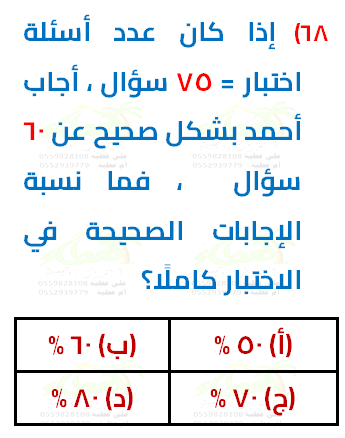 ٦٨) إذا كان عدد أسئلة
اختبار = ٧٥ سؤال ، أجاب
أحمد بشكل صحيح عن ٦٠
سؤال ، فما نسبة
الإجابات الصحيحة في
الاختبار كاملًا؟
(أ) ٥٠ % (ب) ٦٠ %
(ج) ٧٠ % (د) ٨٠ %